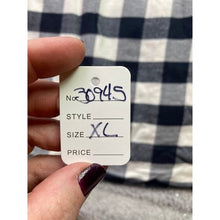 No. 30945
STYLE
SIZE XL
PRICE